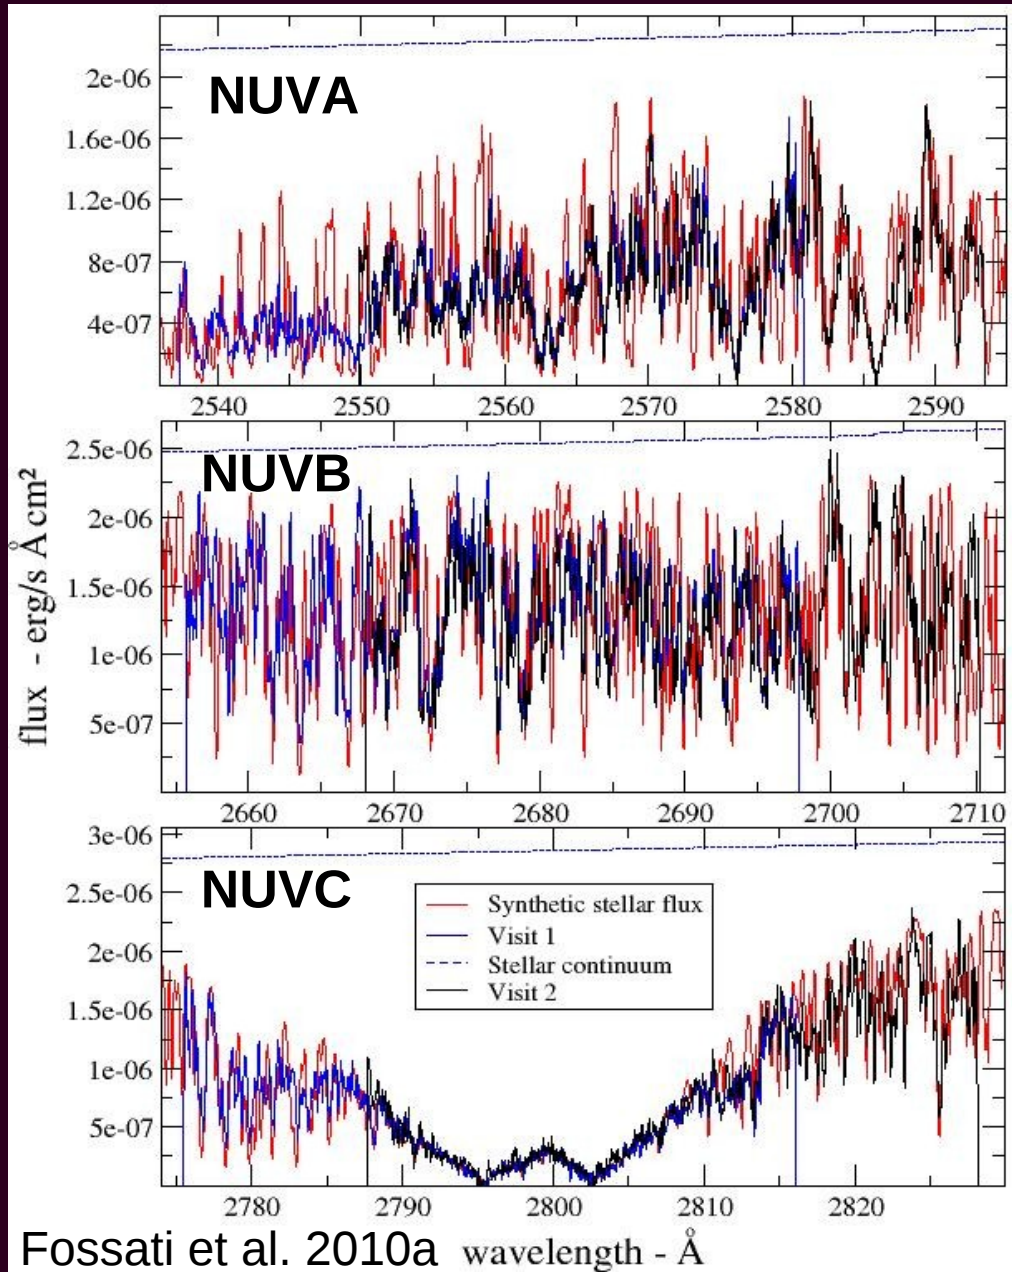 NUVA
2e-06
1.6e-06
1.2e-06
8e-07
4e-07
2540 2550 2560 2570 2580 2590
NUVB
2.5e-06
2e-06
1.5e-06
1e-06
5e-07
2660 2670 2680 2690 2700 2710
flux - erg/s Å cm²
NUVC
3e-06
2.5e-06
2e-06
1.5e-06
1e-06
5e-07
Synthetic stellar flux
Visit 1
Stellar continuum
Visit 2
2780 2790 2800 2810 2820
Fossati et al. 2010a wavelength - Å